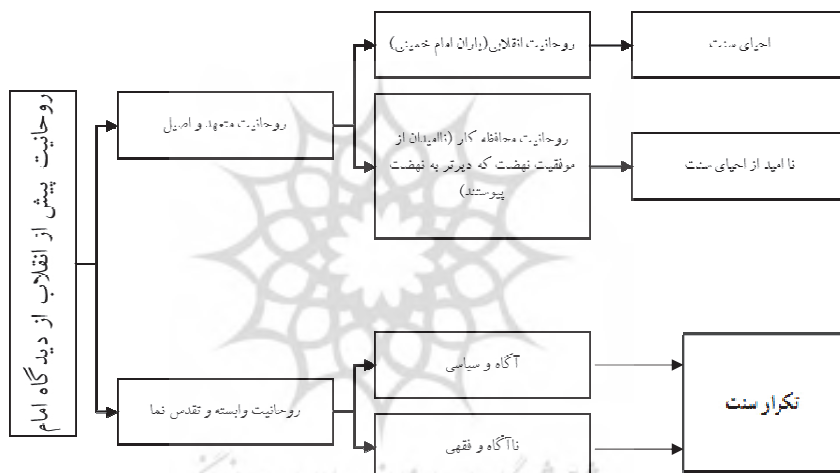 روحانیت پیش از انقلاب از دیدگاه امام
روحانیت متعهد و اصیل
روحانیت انقلابی(یاران امام خمینی)
احیای سنت
روحانیت محافظه کار (ناامیدان از
موفقیت نهضت که دیرتر به نهضت
پیوستند)
نا امید از احیای سنت
روحانیت وابسته و تقدس نما
آگاه و سیاسی
ناآگاه و فقهی
تکرار سنت